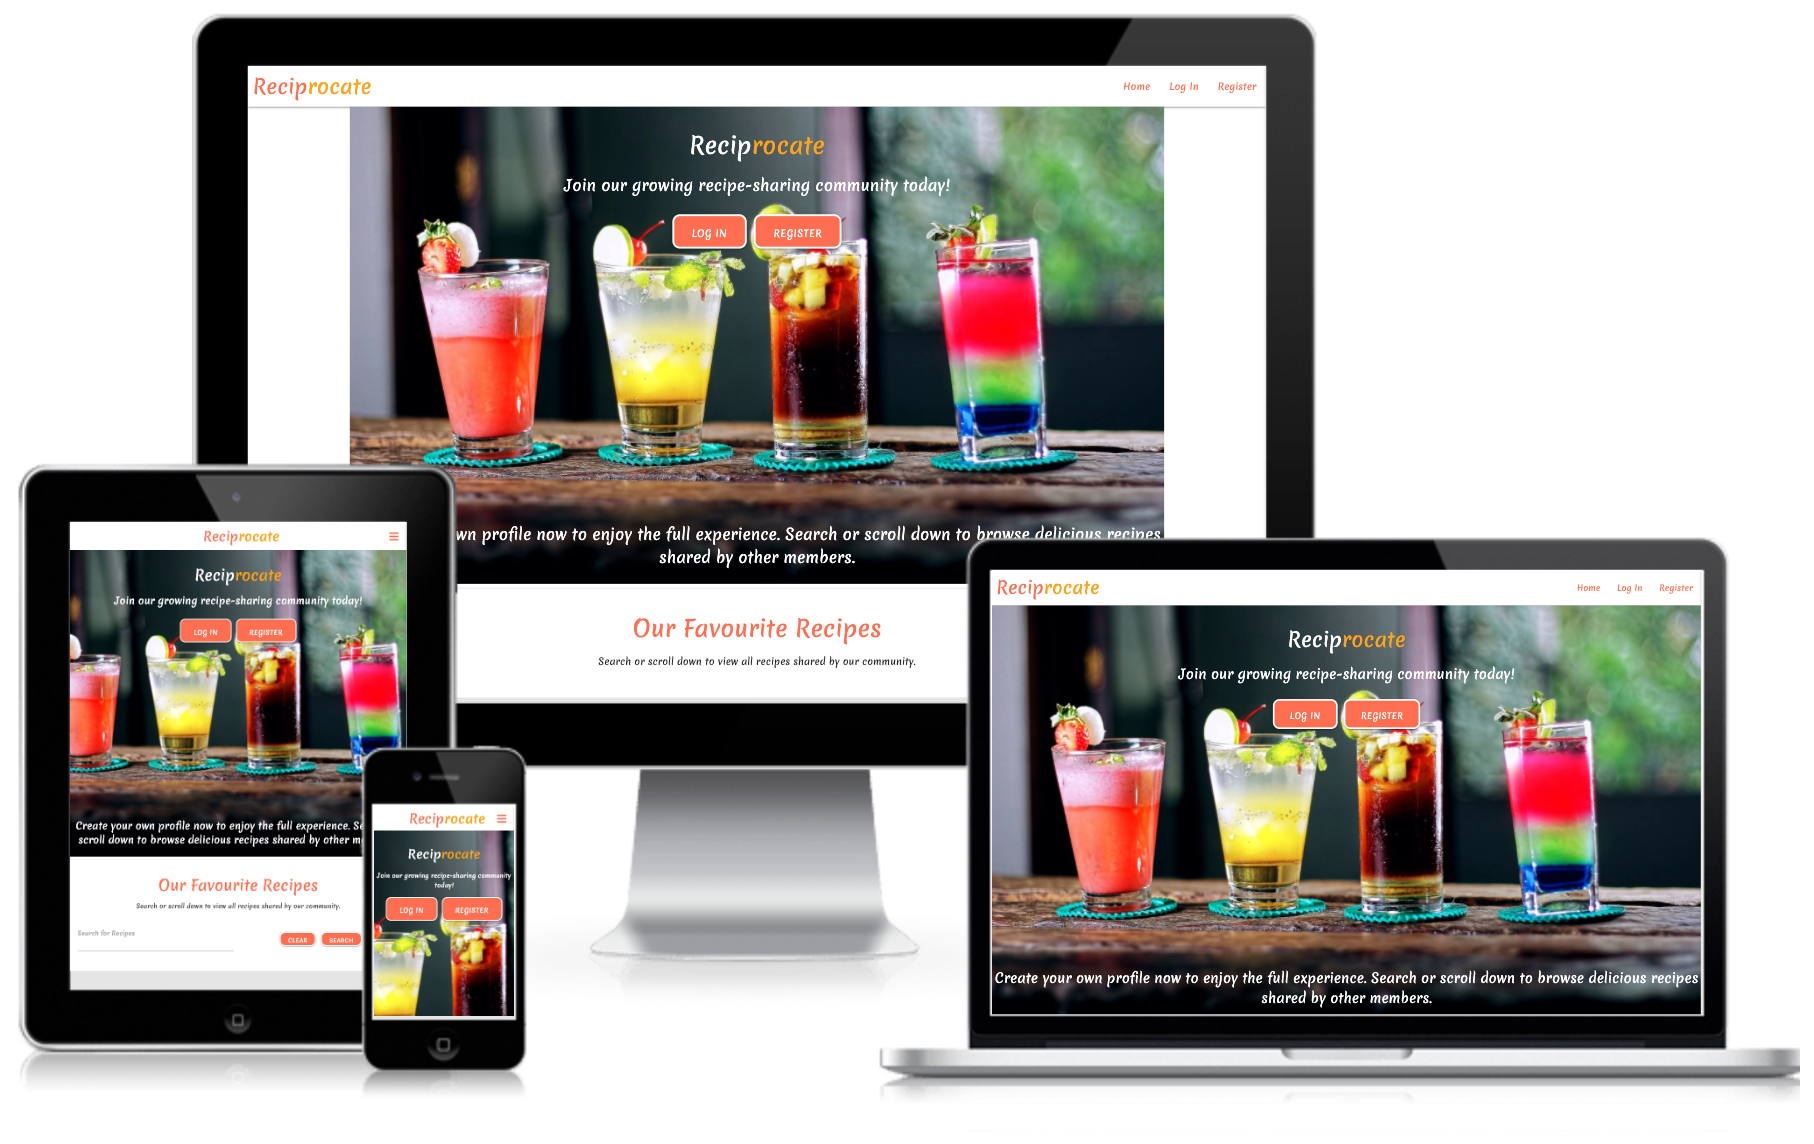 Reciprocate
Home Log In Register
Reciprocate
Join our growing recipe-sharing community today!
LOG IN REGISTER
own profile now to enjoy the full experience. Search or scroll down to browse delicious recipes
shared by other members.
Our Favourite Recipes
Search or scroll down to view all recipes shared by our community.
Reciprocate
Reciprocate
Join our growing recipe-sharing community today!
LOG IN REGISTER
Create your own profile now to enjoy the full experience.
scroll down to browse delicious recipes shared by other
Our Favourite Recipes
Search or scroll down to view all recipes shared by our community.
Search for Recipes
CLEAR SEARCH
Reciprocate
Reciprocate
Join our growing recipe-sharing community
today!
LOG IN REGISTER
Reciprocate
Home Log In Register
Reciprocate
Join our growing recipe-sharing community today!
LOG IN REGISTER
Create your own profile now to enjoy the full experience. Search or scroll down to browse delicious recipes
shared by other members.